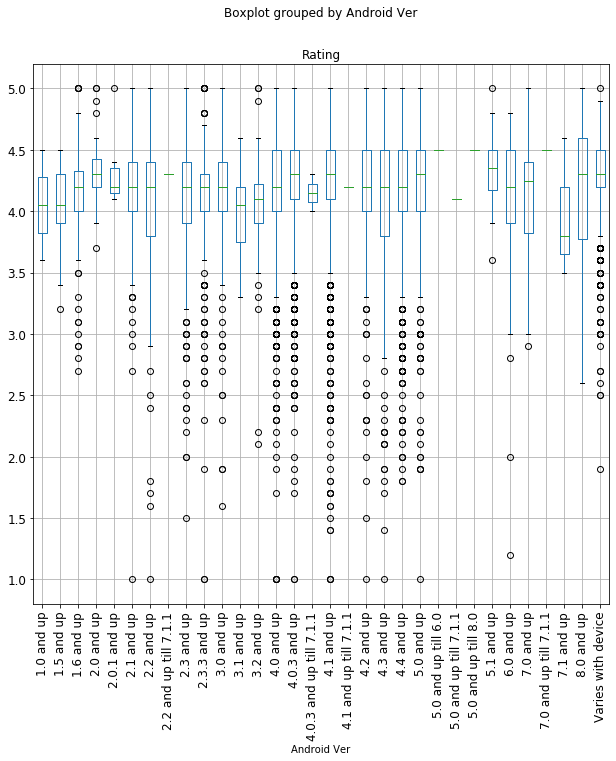 Boxplot grouped by Android Ver
Rating
5.0
4.5
4.0
3.5
3.0
2.5
2.0
1.5
1.0
1.0 and up
1.5 and up
1.6 and up
2.0 and up
2.0.1 and up
2.1 and up
2.2 and up
2.2 and up till 7.1.1
2.3 and up
2.3.3 and up
3.0 and up
3.1 and up
3.2 and up
4.0 and up
4.0.3 and up
4.0.3 and up till 7.1.1
4.1 and up
4.1 and up till 7.1.1
4.2 and up
4.3 and up
4.4 and up
5.0 and up
5.0 and up till 6.0
5.0 and up till 7.1.1
5.0 and up till 8.0
5.1 and up
6.0 and up
7.0 and up
7.0 and up till 7.1.1
7.1 and up
8.0 and up
Varies with device
Android Ver